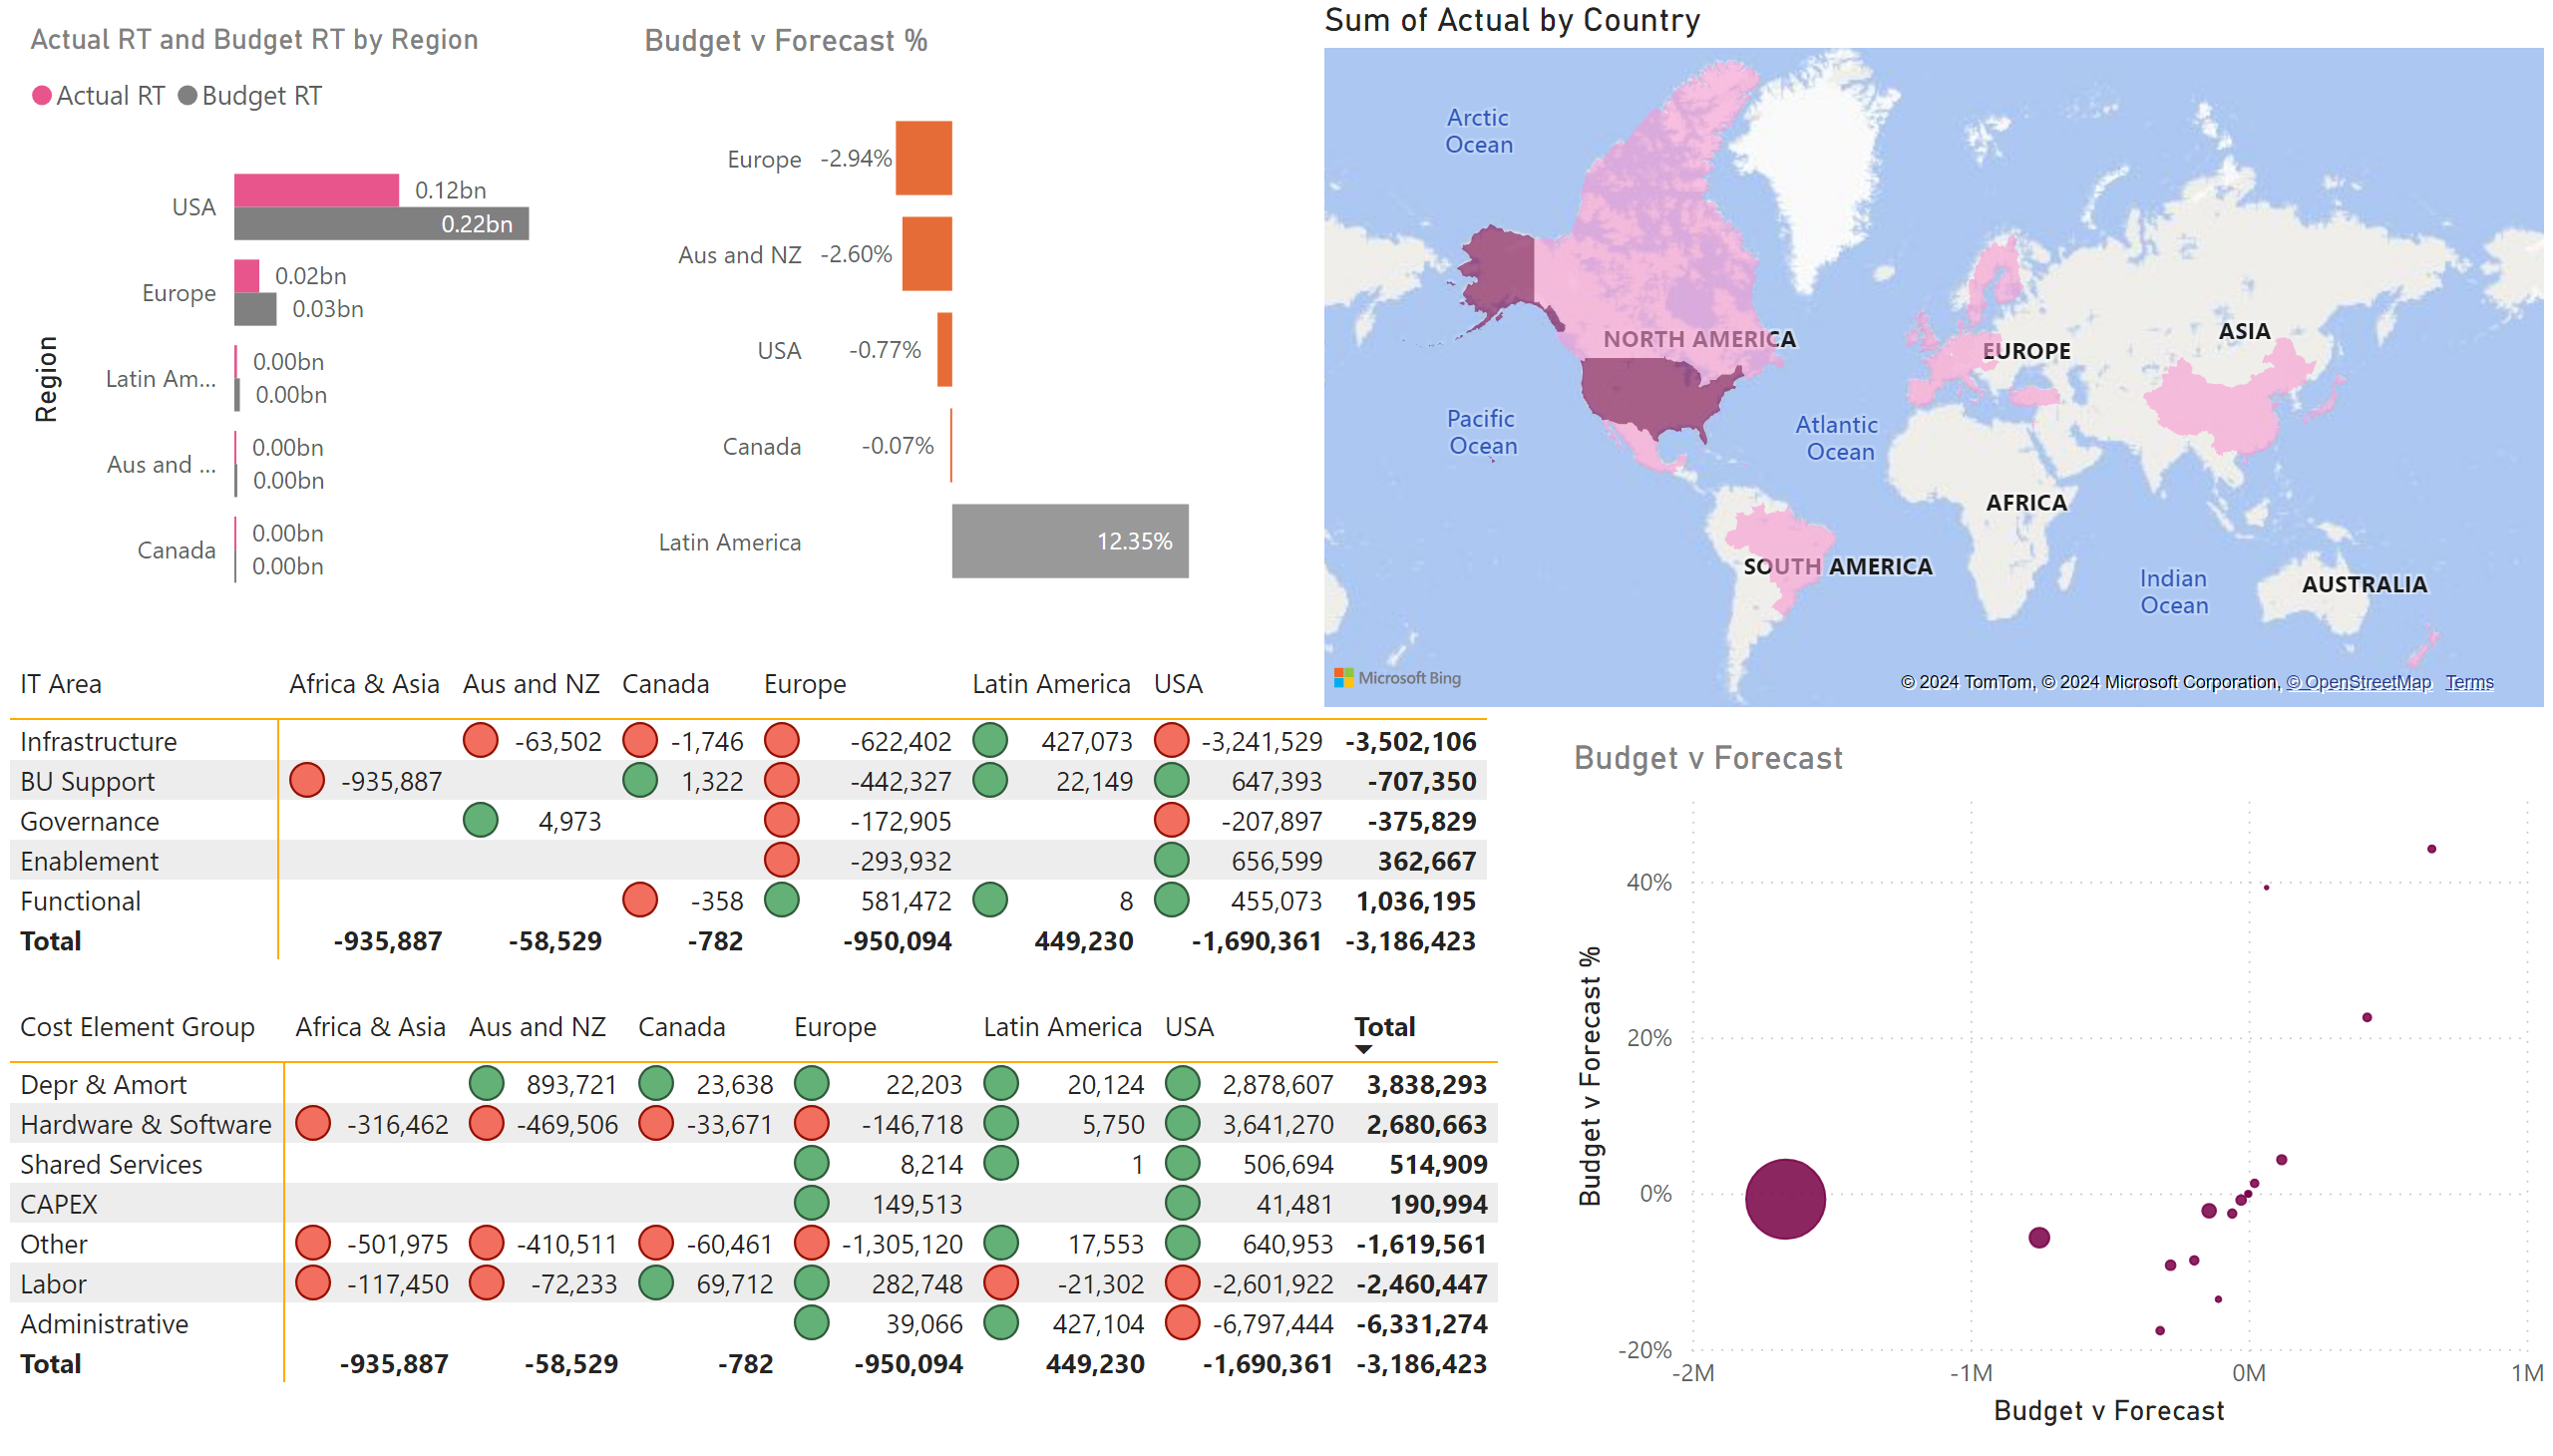 Actual RT and Budget RT by Region
Actual RT Budget RT
Region
USA 0.12bn
0.22bn
Europe 0.02bn
0.03bn
Latin Am... 0.00bn
0.00bn
Aus and ... 0.00bn
0.00bn
Canada 0.00bn
0.00bn
Budget v Forecast %
Europe -2.94%
Aus and NZ -2.60%
USA -0.77%
Canada -0.07%
Latin America 12.35%
Sum of Actual by Country
Arctic
Ocean
NORTH AMERICA
EUROPE
ASIA
Pacific
Ocean
Atlantic
Ocean
AFRICA
SOUTH AMERICA
Indian
Ocean
AUSTRALIA
Microsoft Bing
© 2024 TomTom, © 2024 Microsoft Corporation, © OpenStreetMap Terms
IT Area Africa & Asia Aus and NZ Canada Europe Latin America USA
Infrastructure -63,502 -1,746 -622,402 427,073 -3,241,529 -3,502,106
BU Support -935,887 1,322 -442,327 22,149 647,393 -707,350
Governance 4,973 -172,905 -207,897 -375,829
Enablement -293,932 656,599 362,667
Functional -358 581,472 8 455,073 1,036,195
Total -935,887 -58,529 -782 -950,094 449,230 -1,690,361 -3,186,423
Cost Element Group Africa & Asia Aus and NZ Canada Europe Latin America USA Total
Depr & Amort 893,721 23,638 22,203 20,124 2,878,607 3,838,293
Hardware & Software -316,462 -469,506 -33,671 -146,718 5,750 3,641,270 2,680,663
Shared Services 8,214 1 506,694 514,909
CAPEX 149,513 41,481 190,994
Other -501,975 -410,511 -60,461 -1,305,120 17,553 640,953 -1,619,561
Labor -117,450 -72,233 69,712 282,748 -21,302 -2,601,922 -2,460,447
Administrative 39,066 427,104 -6,797,444 -6,331,274
Total -935,887 -58,529 -782 -950,094 449,230 -1,690,361 -3,186,423
Budget v Forecast
Budget v Forecast %
40%
20%
0%
-20%
-2M -1M 0M 1M
Budget v Forecast